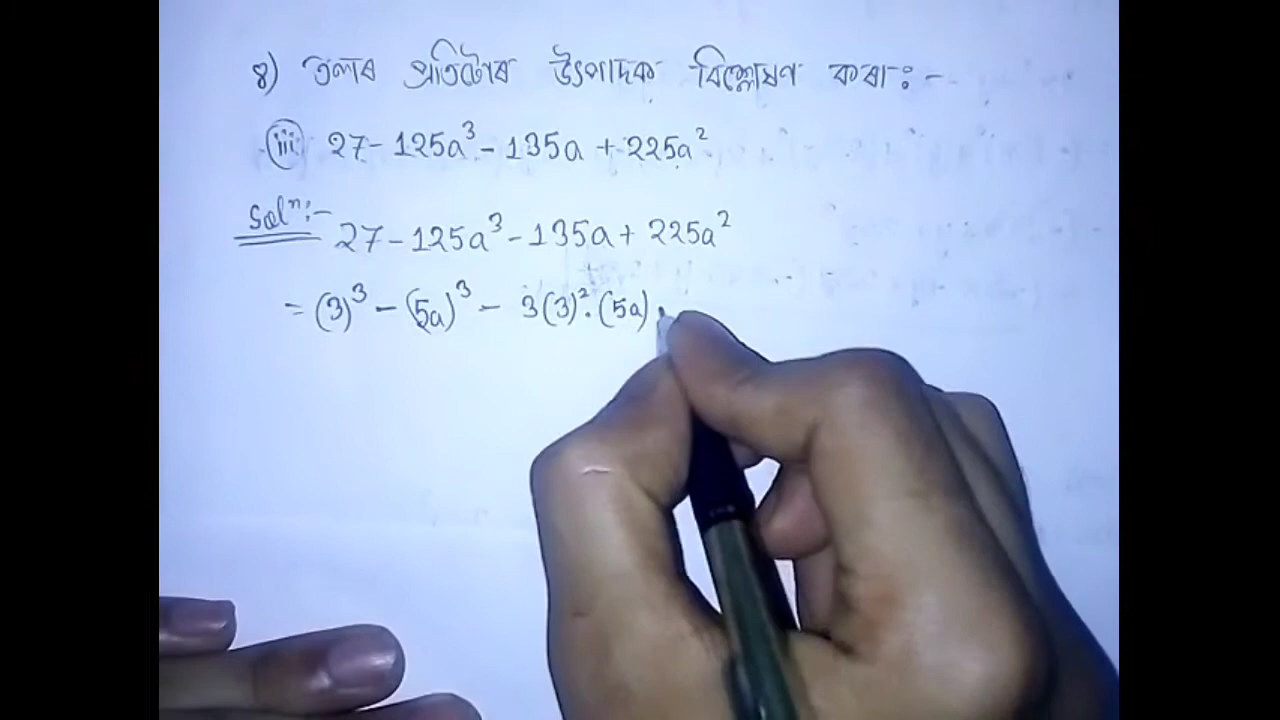 8) তলৰ প্ৰতিটোৰ উৎপাদক বিশ্লেষণ কৰা:-
(iii) 27 - 125a³ - 135a + 225a²
Solⁿ:- 27 - 125a³ - 135a + 225a²
= (3)³ - (5a)³ - 3(3)².(5a)